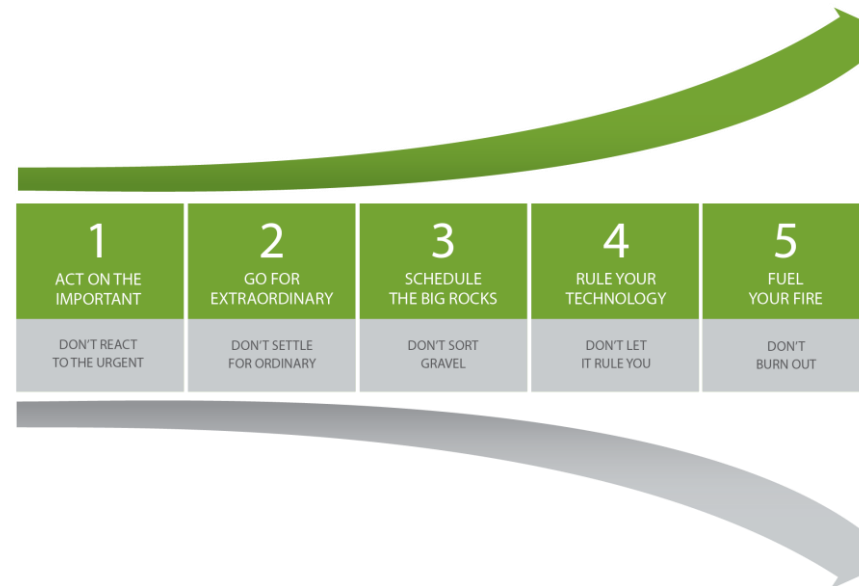 1
ACT ON THE
IMPORTANT
DON'T REACT
TO THE URGENT
2
GO FOR
EXTRAORDINARY
DON'T SETTLE
FOR ORDINARY
3
SCHEDULE
THE BIG ROCKS
DON'T SORT
GRAVEL
4
RULE YOUR
TECHNOLOGY
DON'T LET
IT RULE YOU
5
FUEL
YOUR FIRE
DON'T
BURN OUT